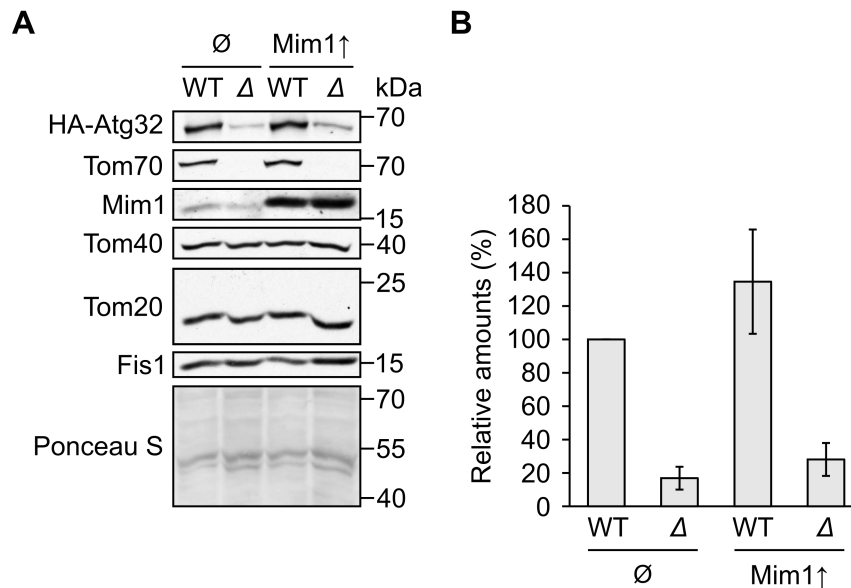 A
Ø Mim1↑
WT Δ WT Δ kDa
HA-Atg32 70
Tom70 70
Mim1 15
Tom40 40
Tom20 25
Fis1 15
Ponceau S 70
55
40
B
Relative amounts (%)
180
160
140
120
100
80
60
40
20
0
WT Δ WT Δ
Ø Mim1↑